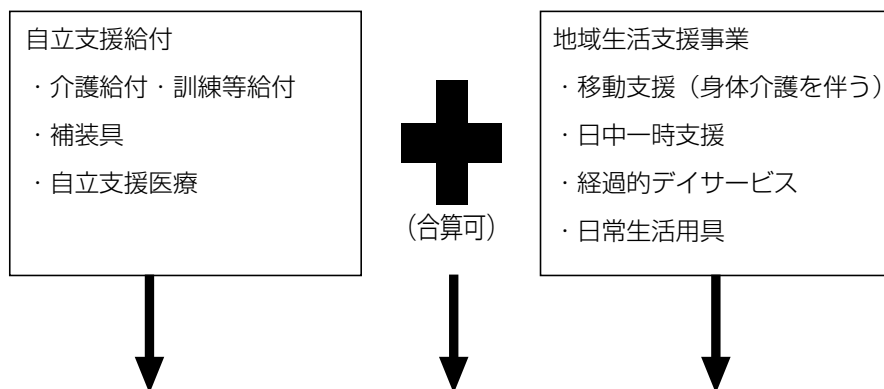 自立支援給付
・介護給付・訓練等給付
・補装具
・自立支援医療
(合算可)
地域生活支援事業
・移動支援（身体介護を伴う）
・日中一時支援
・経過的デイサービス
・日常生活用具